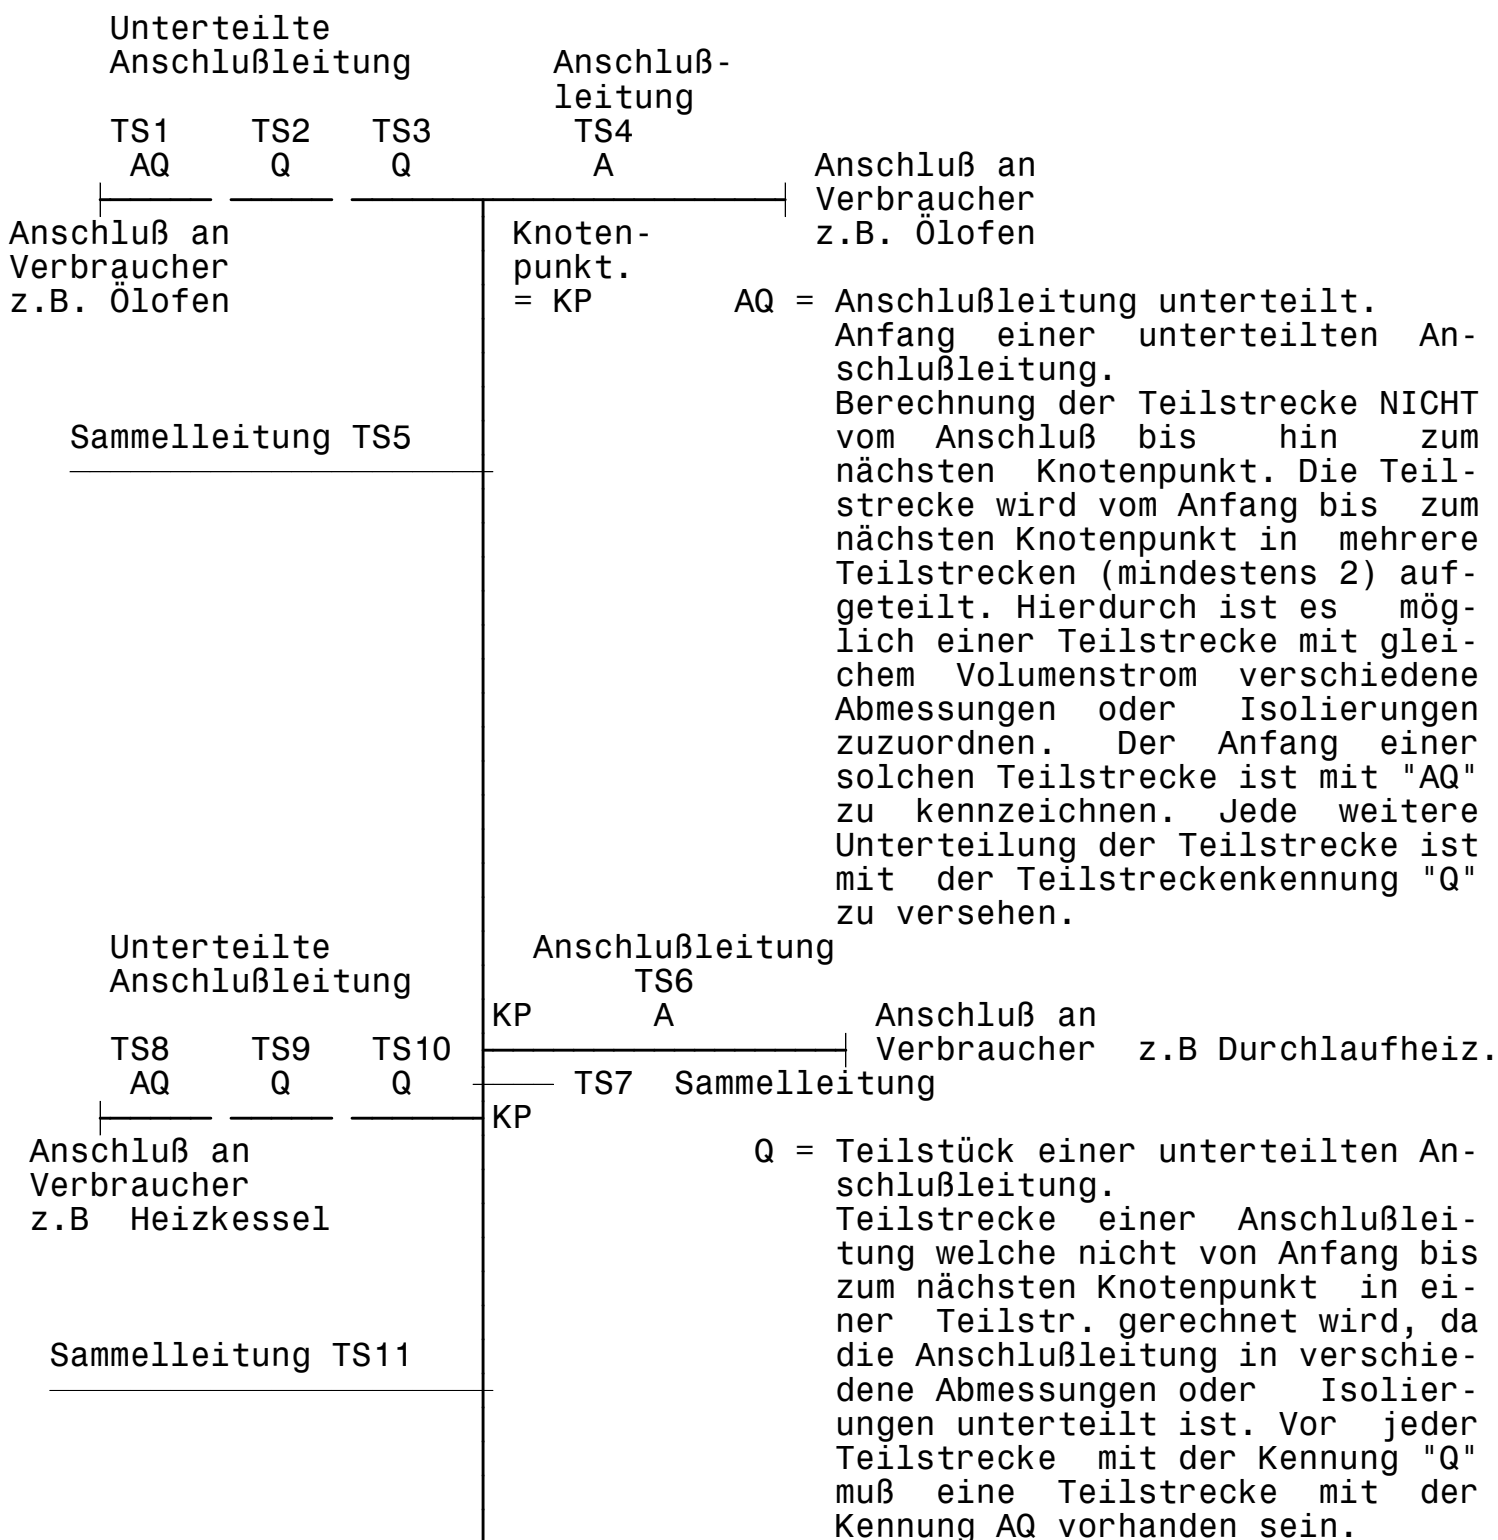 Unterteilte
Anschlußleitung
Anschluß-
leitung
TS1 TS2 TS3 TS4
AQ Q Q A
Anschluß an
Verbraucher
z.B. Ölofen
Anschluß an
Verbraucher
z.B. Ölofen
Knoten-
punkt.
= KP
AQ = Anschlußleitung unterteilt.
Anfang einer unterteilten An-
schlußleitung.
Berechnung der Teilstrecke NICHT
vom Anschluß bis hin zum
nächsten Knotenpunkt. Die Teil-
strecke wird vom Anfang bis zum
nächsten Knotenpunkt in mehrere
Teilstrecken (mindestens 2) auf-
geteilt. Hierdurch ist es mög-
lich einer Teilstrecke mit glei-
chem Volumenstrom verschiedene
Abmessungen oder Isolierungen
zuzuordnen. Der Anfang einer
solchen Teilstrecke ist mit "AQ"
zu kennzeichnen. Jede weitere
Unterteilung der Teilstrecke ist
mit der Teilstreckenkennung "Q"
zu versehen.
Sammelleitung TS5
Unterteilte
Anschlußleitung
Anschlußleitung
TS6
KP A
Anschluß an
Verbraucher z.B Durchlaufheiz.
TS8 TS9 TS10
AQ Q Q
TS7 Sammelleitung
KP
Anschluß an
Verbraucher
z.B Heizkessel
Q = Teilstück einer unterteilten An-
schlußleitung.
Teilstrecke einer Anschlußlei-
tung welche nicht von Anfang bis
zum nächsten Knotenpunkt in ei-
ner Teilstr. gerechnet wird, da
die Anschlußleitung in verschie-
dene Abmessungen oder Isolier-
ungen unterteilt ist. Vor jeder
Teilstrecke mit der Kennung "Q"
muß eine Teilstrecke mit der
Kennung AQ vorhanden sein.
Sammelleitung TS11